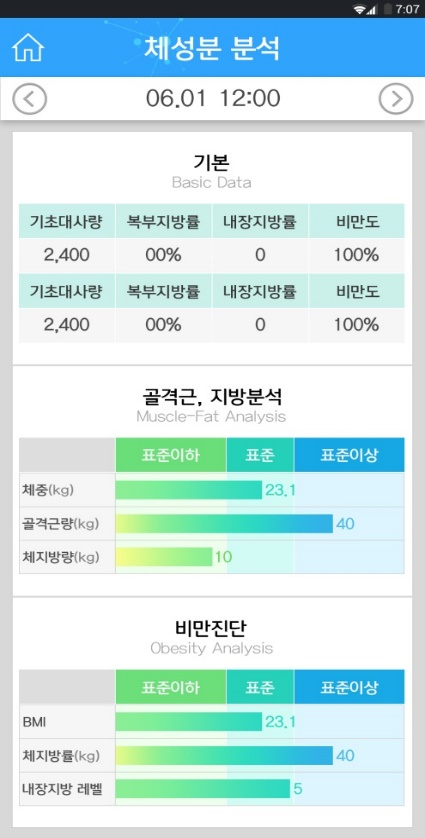 7:07
체성분 분석
06.01 12:00
기본
Basic Data
기초대사량 복부지방률 내장지방률 비만도
2,400 00% 0 100%
기초대사량 복부지방률 내장지방률 비만도
2,400 00% 0 100%
골격근, 지방분석
Muscle-Fat Analysis
표준이하 표준 표준이상
체중(kg) 23.1
골격근량(kg) 40
체지방량(kg) 10
비만진단
Obesity Analysis
표준이하 표준 표준이상
BMI 23.1
체지방률(kg) 40
내장지방 레벨 5